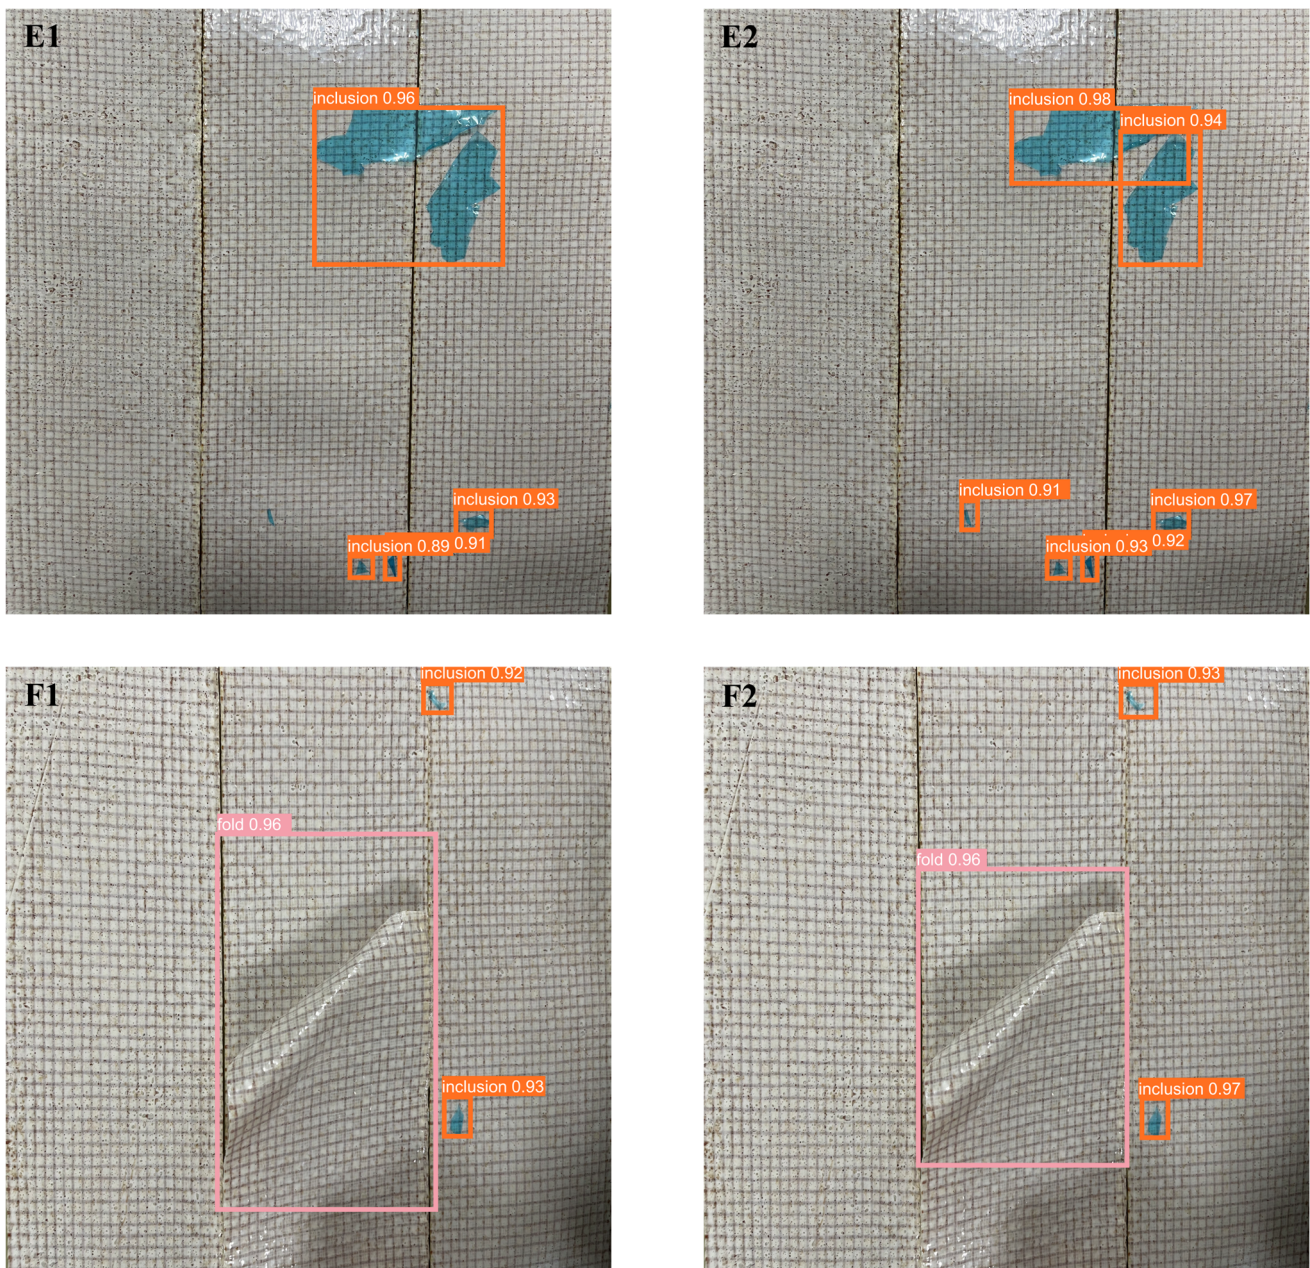 E1
inclusion 0.96
inclusion 0.93
inclusion 0.89
0.91
E2
inclusion 0.98
inclusion 0.94
inclusion 0.91
inclusion 0.97
inclusion 0.93
0.92
F1
inclusion 0.92
fold 0.96
inclusion 0.93
F2
inclusion 0.93
fold 0.96
inclusion 0.97